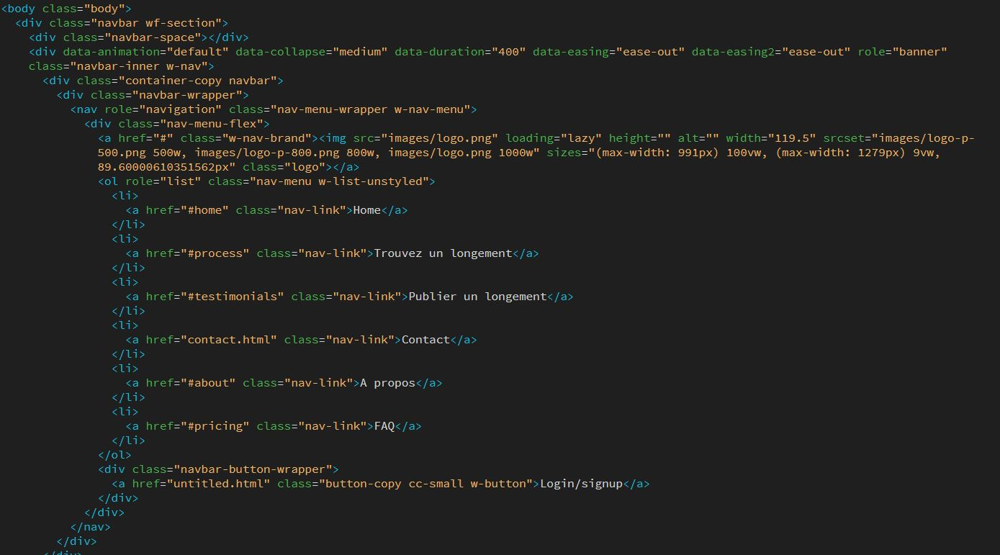 <body class="body">
<div class="navbar wf-section">
<div class="navbar-space"></div>
<div data-animation="default" data-collapse="medium" data-duration="400" data-easing="ease-out" data-easing2="ease-out" role="banner"
class="navbar-inner w-nav">
<div class="container-copy navbar">
<div class="navbar-wrapper">
<nav role="navigation" class="nav-menu-wrapper w-nav-menu">
<div class="nav-menu-flex">
<a href="#" class="w-nav-brand"><img src="images/logo.png" loading="lazy" height="" alt="" width="119.5" srcset="images/logo-p-
500.png 500w, images/logo-p-800.png 800w, images/logo.png 1000w" sizes="(max-width: 991px) 100vw, (max-width: 1279px) 9vw,
89.60000610351562px" class="logo"></a>
<ol role="list" class="nav-menu w-list-unstyled">
<li>
<a href="#home" class="nav-link">Home</a>
</li>
<li>
<a href="#process" class="nav-link">Trouvez un longement</a>
</li>
<li>
<a href="#testimonials" class="nav-link">Publier un longement</a>
</li>
<li>
<a href="contact.html" class="nav-link">Contact</a>
</li>
<li>
<a href="#about" class="nav-link">A propos</a>
</li>
<li>
<a href="#pricing" class="nav-link">FAQ</a>
</li>
</ol>
<div class="navbar-button-wrapper">
<a href="untitled.html" class="button-copy cc-small w-button">Login/signup</a>
</div>
</div>
</nav>
</div>
</div>